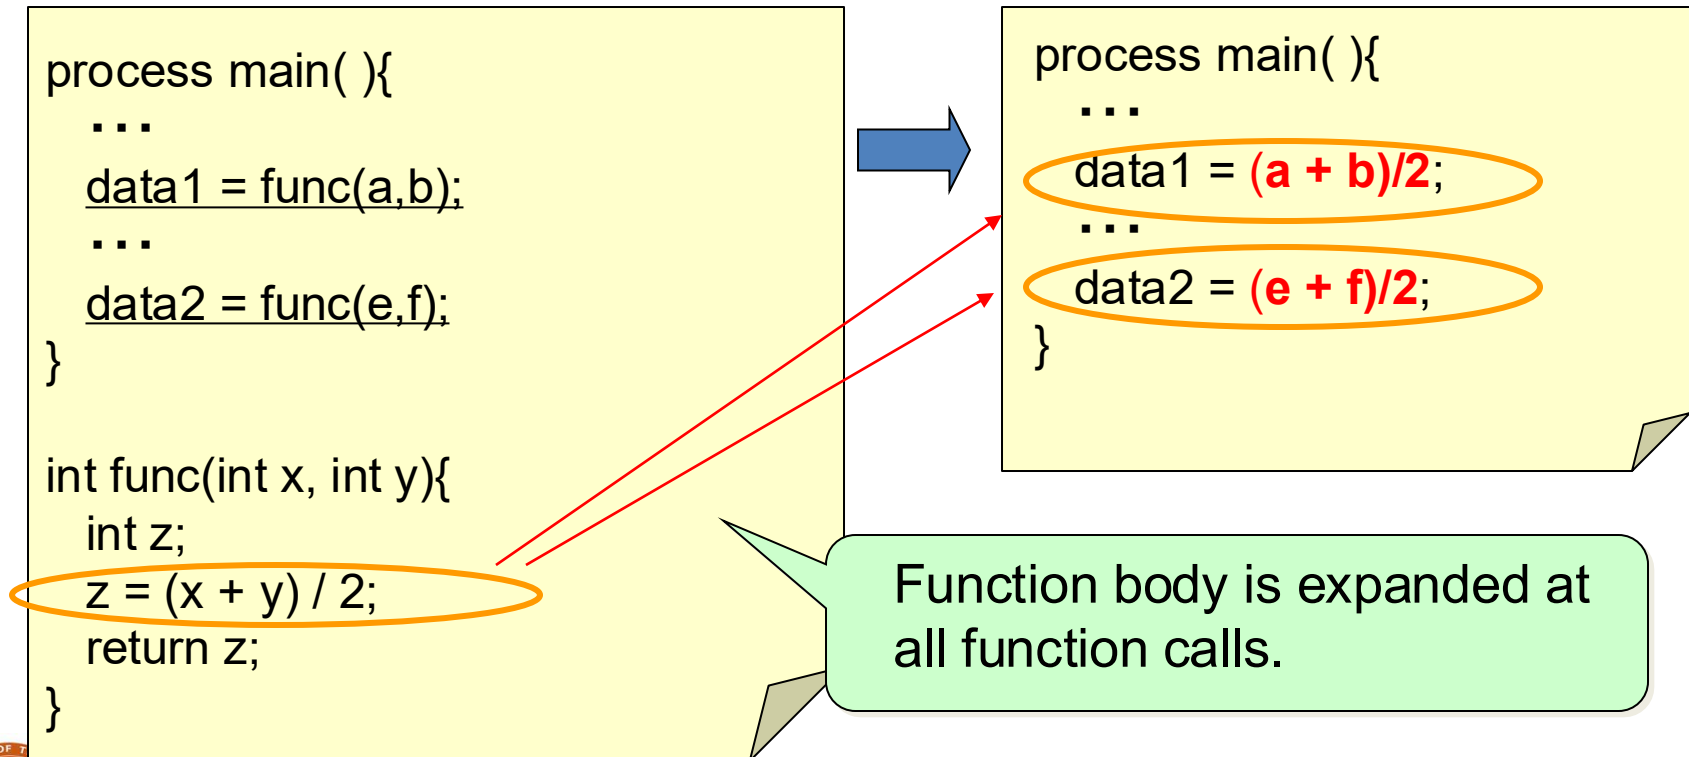 process main( ){
...
data1 = func(a,b);
...
data2 = func(e,f);
}
int func(int x, int y){
int z;
z = (x + y) / 2;
return z;
}
process main( ){
...
data1 = (a + b)/2;
...
data2 = (e + f)/2;
}
Function body is expanded at
all function calls.